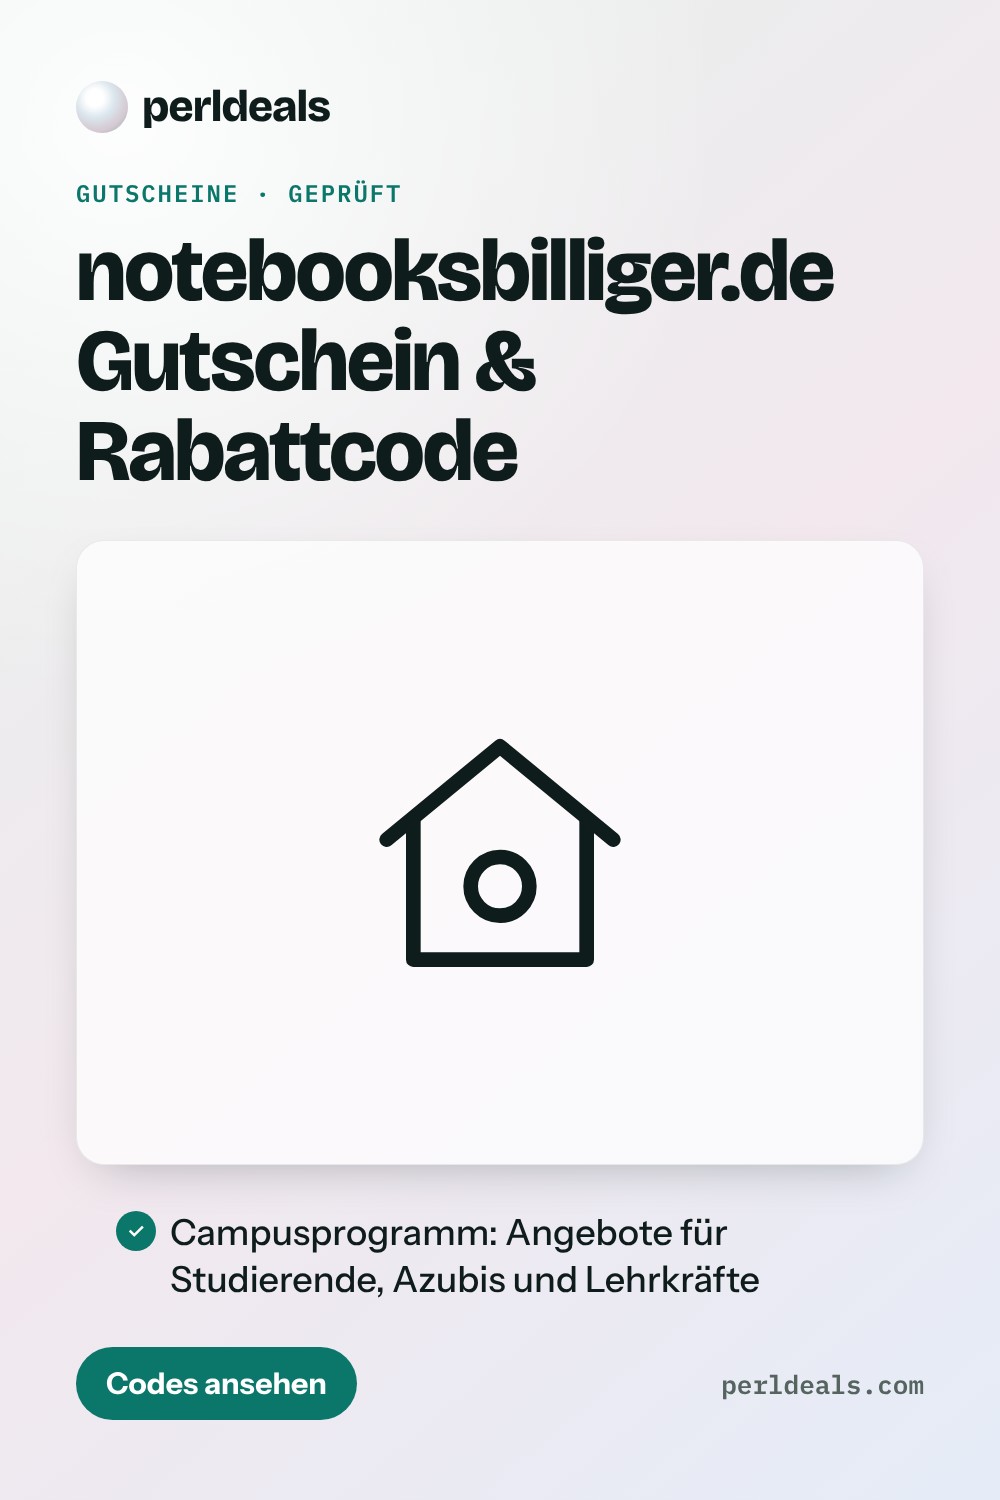 perldeals
GUTSCHEINE · GEPRÜFT
notebooksbilliger.de
Gutschein &
Rabattcode
Campusprogramm: Angebote für
Studierende, Azubis und Lehrkräfte
Codes ansehen
perldeals.com